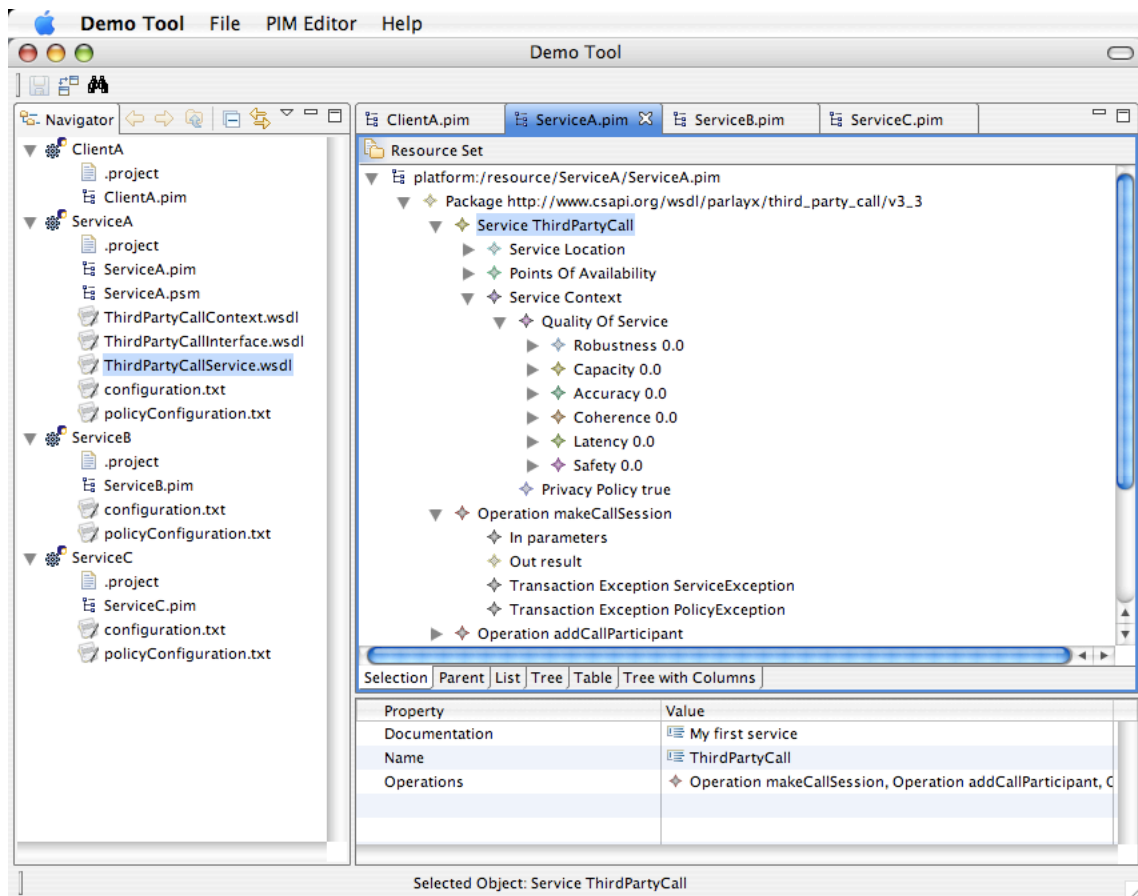 Demo Tool File PIM Editor Help
Demo Tool
Navigator
ClientA
.project
ClientA.pim
ServiceA
.project
ServiceA.pim
ServiceA.psm
ThirdPartyCallContext.wsdl
ThirdPartyCallInterface.wsdl
ThirdPartyCallService.wsdl
configuration.txt
policyConfiguration.txt
ServiceB
.project
ServiceB.pim
configuration.txt
policyConfiguration.txt
ServiceC
.project
ServiceC.pim
configuration.txt
policyConfiguration.txt
ClientA.pim ServiceA.pim ServiceB.pim ServiceC.pim
Resource Set
platform:/resource/ServiceA/ServiceA.pim
Package http://www.csapi.org/wsdl/parlayx/third_party_call/v3_3
Service ThirdPartyCall
Service Location
Points Of Availability
Service Context
Quality Of Service
Robustness 0.0
Capacity 0.0
Accuracy 0.0
Coherence 0.0
Latency 0.0
Safety 0.0
Privacy Policy true
Operation makeCallSession
In parameters
Out result
Transaction Exception ServiceException
Transaction Exception PolicyException
Operation addCallParticipant
Selection Parent List Tree Table Tree with Columns
Property Value
Documentation My first service
Name ThirdPartyCall
Operations Operation makeCallSession, Operation addCallParticipant,
Selected Object: Service ThirdPartyCall